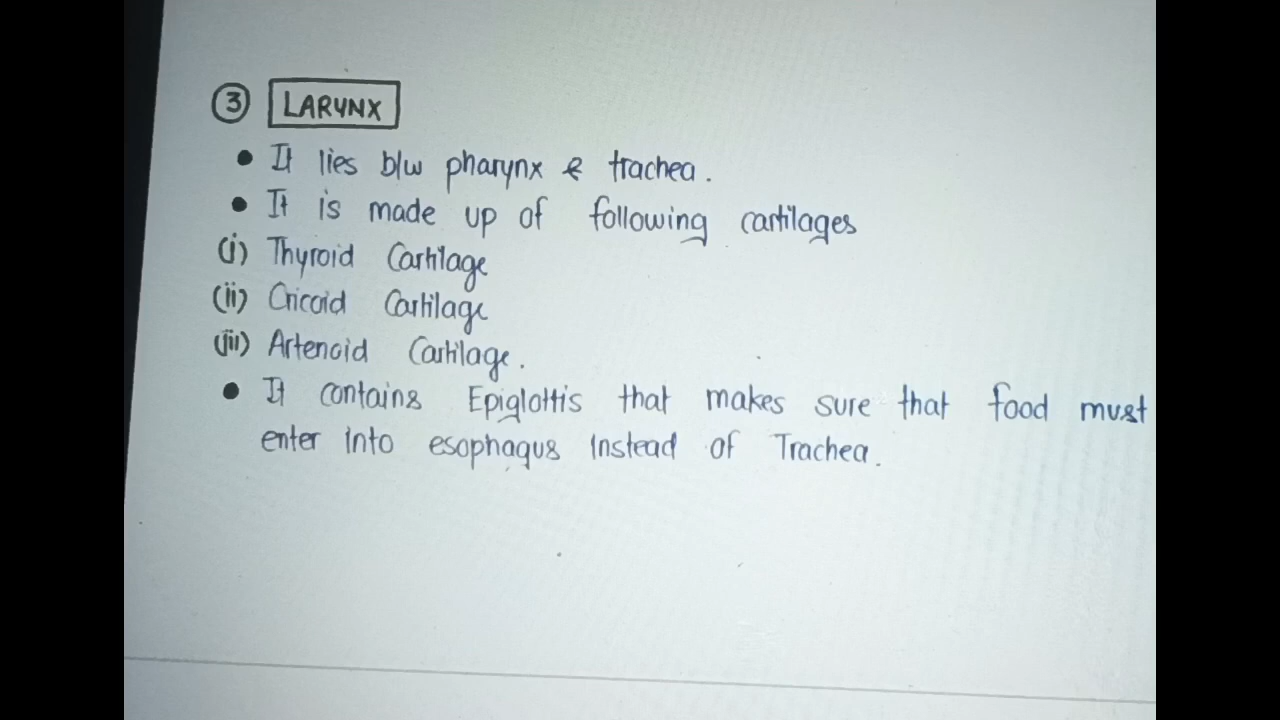 3 LARYNX
• It lies b/w pharynx & trachea.
• It is made up of following cartilages
(i) Thyroid Cartilage
(ii) Cricoid Cartilage
(iii) Artenoid Cartilage.
• It contains Epiglottis that makes sure that food must
enter into esophagus instead of Trachea.